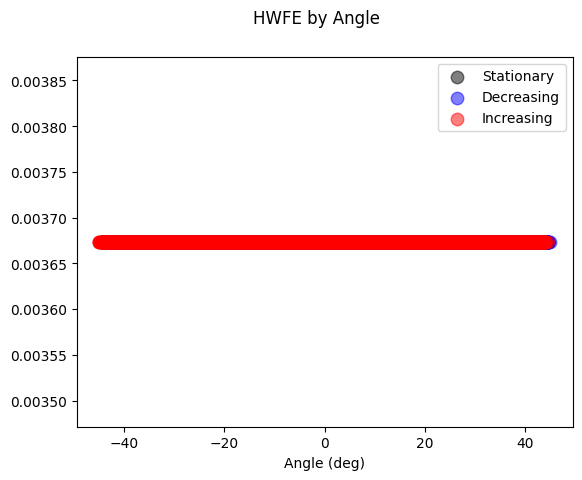 HWFE by Angle
Stationary
Decreasing
Increasing
0.00385
0.00380
0.00375
0.00370
0.00365
0.00360
0.00355
0.00350
−40 −20 0 20 40
Angle (deg)